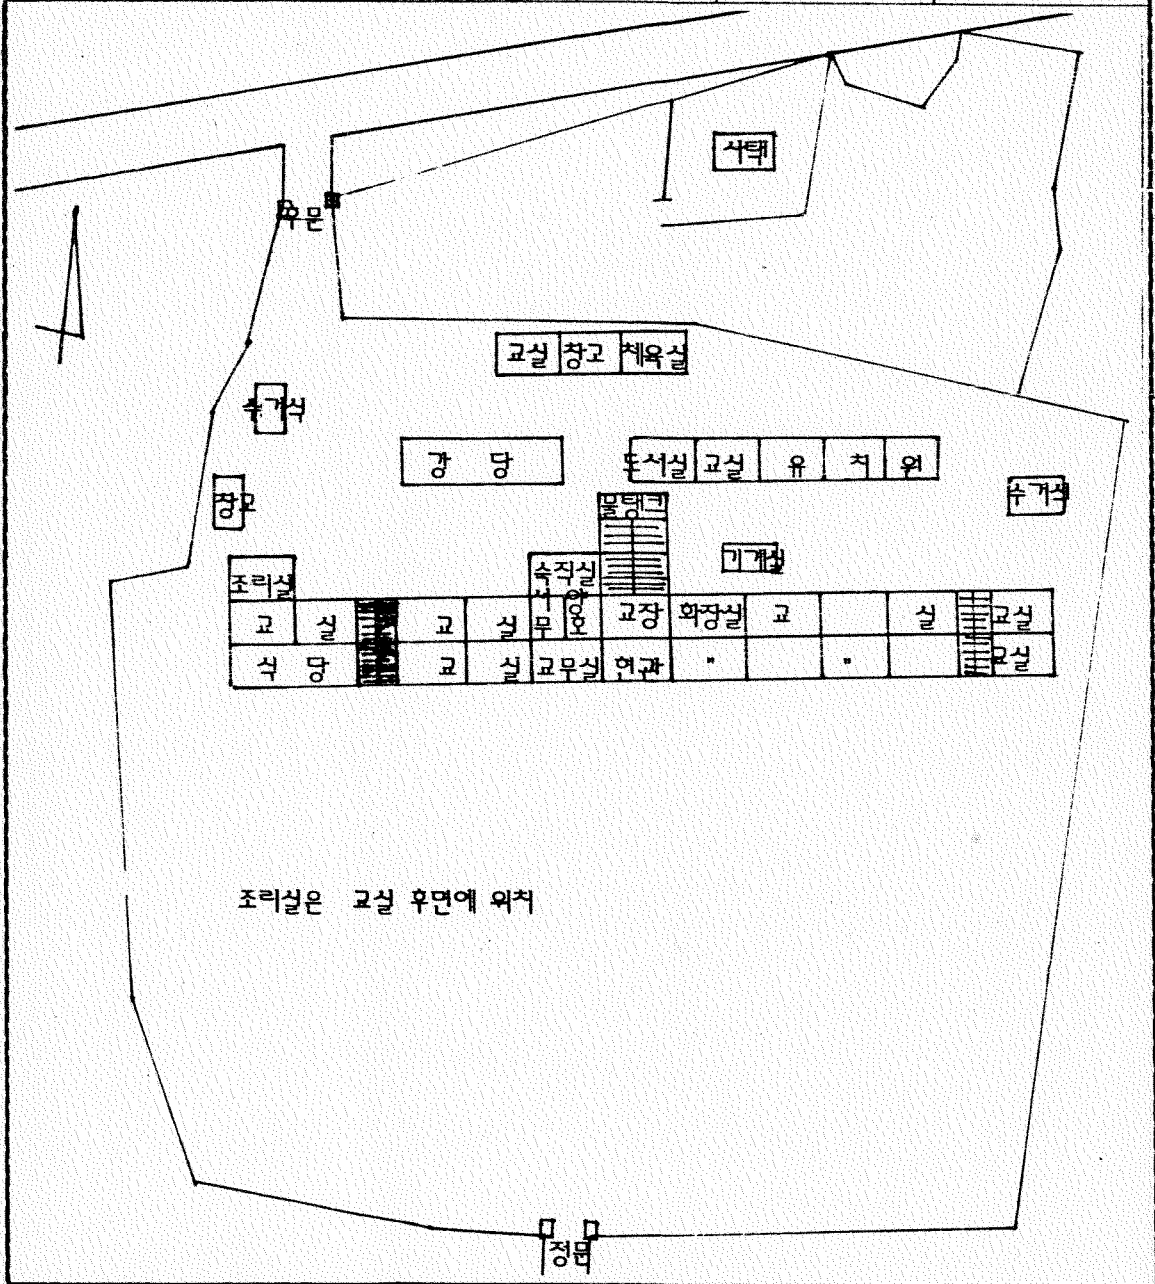 사택
후문
교실 창고 체육실
수거식
강 당
도서실 교실 유 치 원
창고
수거식
물탱크
기계실
조리실
숙직실
서무 양호
교 실 교 실 교장 화장실 교 실 교실
식 당 교 실 교무실 현관 " " 교실
조리실은 교실 후면에 위치
정문